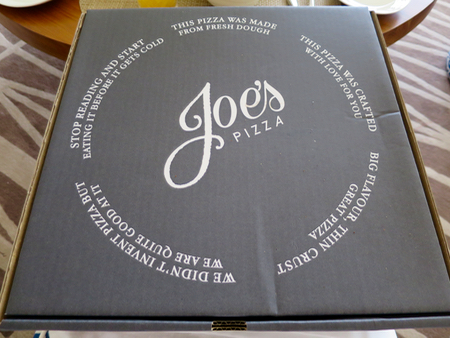 Joe's
PIZZA
THIS PIZZA WAS MADE
FROM FRESH DOUGH
THIS PIZZA WAS CRAFTED
WITH LOVE FOR YOU
BIG FLAVOUR, THIN CRUST
GREAT PIZZA
WE DIDN'T INVENT PIZZA BUT
WE ARE QUITE GOOD AT IT
STOP READING AND START
EATING IT BEFORE IT GETS COLD